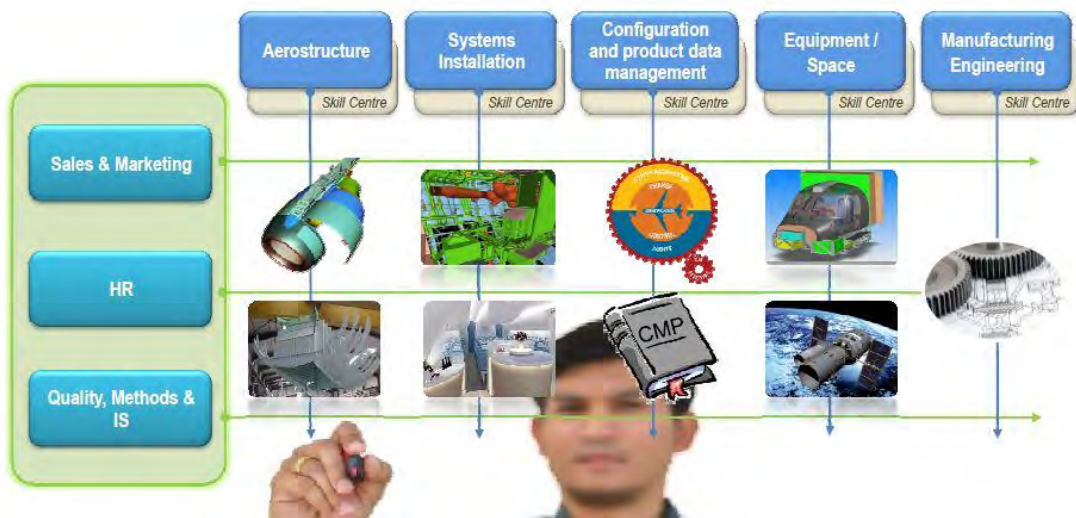 Aerostructure
Skill Centre
Systems
Installation
Skill Centre
Configuration
and product data
management
Skill Centre
Equipment /
Space
Skill Centre
Manufacturing
Engineering
Skill Centre
Sales & Marketing
HR
Quality, Methods &
IS
CMP